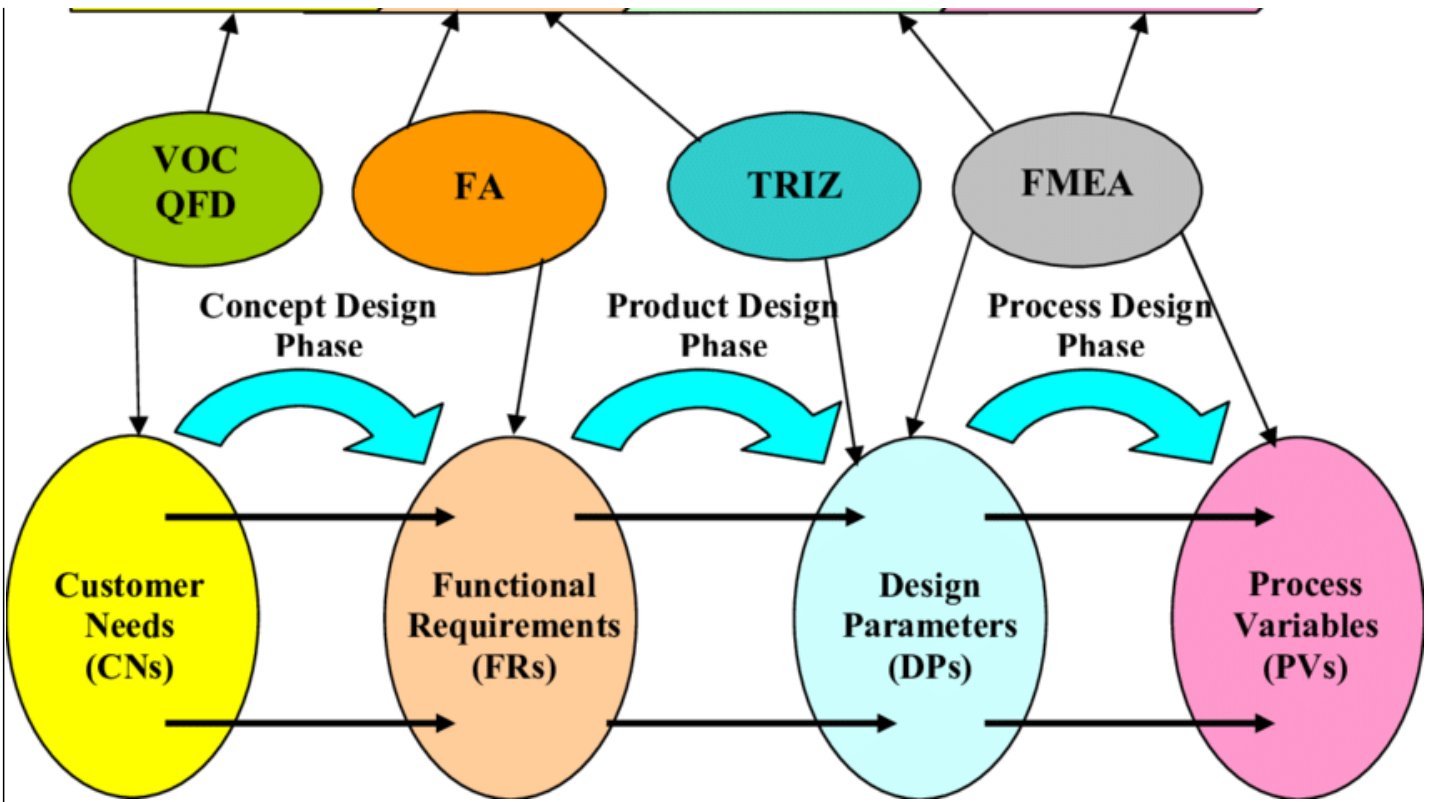 VOC
QFD
FA
TRIZ
FMEA
Concept Design
Phase
Product Design
Phase
Process Design
Phase
Customer
Needs
(CNs)
Functional
Requirements
(FRs)
Design
Parameters
(DPs)
Process
Variables
(PVs)